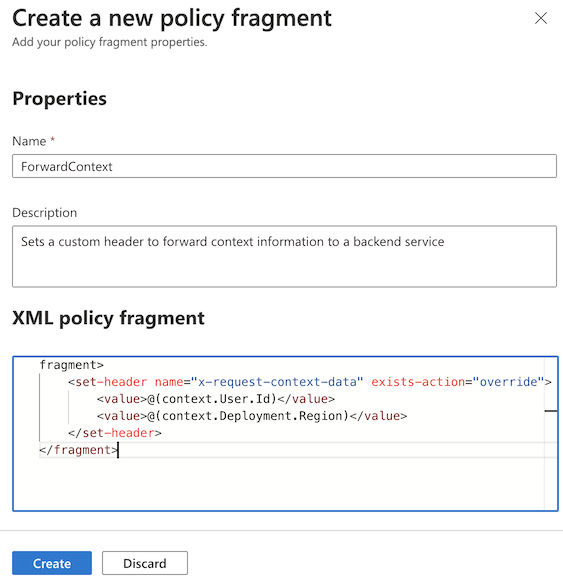 Create a new policy fragment
Add your policy fragment properties.
Properties
Name *
ForwardContext
Description
Sets a custom header to forward context information to a backend service
XML policy fragment
fragment>
<set-header name="x-request-context-data" exists-action="override">
<value>@(context.User.Id)</value>
<value>@(context.Deployment.Region)</value>
</set-header>
</fragment>
Create
Discard